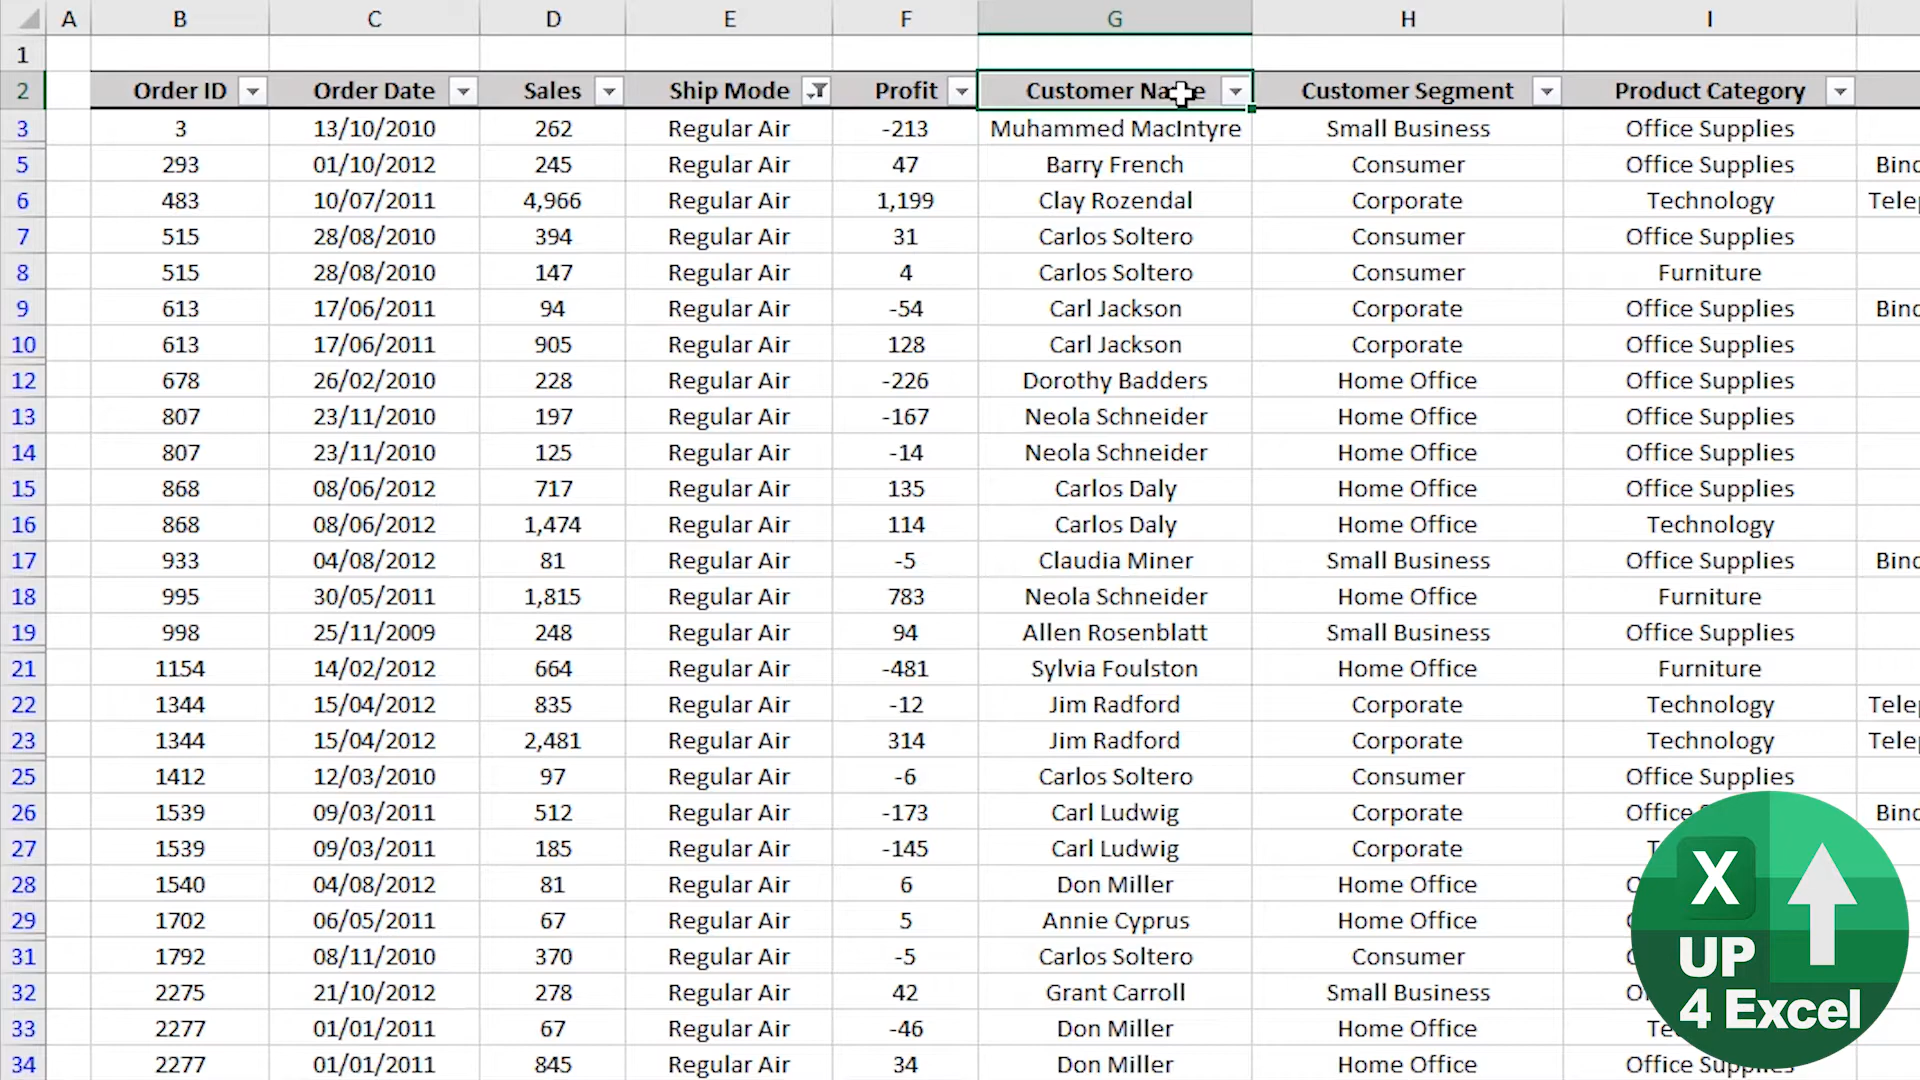 A B C D E F G H I
1
2 Order ID Order Date Sales Ship Mode Profit Customer Name Customer Segment Product Category
3 3 13/10/2010 262 Regular Air -213 Muhammed MacIntyre Small Business Office Supplies
5 293 01/10/2012 245 Regular Air 47 Barry French Consumer Office Supplies Bind
6 483 10/07/2011 4,966 Regular Air 1,199 Clay Rozendal Corporate Technology Telep
7 515 28/08/2010 394 Regular Air 31 Carlos Soltero Consumer Office Supplies
8 515 28/08/2010 147 Regular Air 4 Carlos Soltero Consumer Furniture
9 613 17/06/2011 94 Regular Air -54 Carl Jackson Corporate Office Supplies Bind
10 613 17/06/2011 905 Regular Air 128 Carl Jackson Corporate Office Supplies
12 678 26/02/2010 228 Regular Air -226 Dorothy Badders Home Office Office Supplies
13 807 23/11/2010 197 Regular Air -167 Neola Schneider Home Office Office Supplies
14 807 23/11/2010 125 Regular Air -14 Neola Schneider Home Office Office Supplies
15 868 08/06/2012 717 Regular Air 135 Carlos Daly Home Office Office Supplies
16 868 08/06/2012 1,474 Regular Air 114 Carlos Daly Home Office Technology
17 933 04/08/2012 81 Regular Air -5 Claudia Miner Small Business Office Supplies Bind
18 995 30/05/2011 1,815 Regular Air 783 Neola Schneider Home Office Furniture
19 998 25/11/2009 248 Regular Air 94 Allen Rosenblatt Small Business Office Supplies
21 1154 14/02/2012 664 Regular Air -481 Sylvia Foulston Home Office Furniture
22 1344 15/04/2012 835 Regular Air -12 Jim Radford Corporate Technology Telep
23 1344 15/04/2012 2,481 Regular Air 314 Jim Radford Corporate Technology Telep
25 1412 12/03/2010 97 Regular Air -6 Carlos Soltero Consumer Office Supplies
26 1539 09/03/2011 512 Regular Air -173 Carl Ludwig Corporate Office Bind
27 1539 09/03/2011 185 Regular Air -145 Carl Ludwig Corporate
28 1540 04/08/2012 81 Regular Air 6 Don Miller Home Office
29 1702 06/05/2011 67 Regular Air 5 Annie Cyprus Home Office
31 1792 08/11/2010 370 Regular Air -5 Carlos Soltero Consumer
32 2275 21/10/2012 278 Regular Air 42 Grant Carroll Small Business
33 2277 01/01/2011 67 Regular Air -46 Don Miller Home Office
34 2277 01/01/2011 845 Regular Air 34 Don Miller Home Office Office Supplies
X
UP
4 Excel